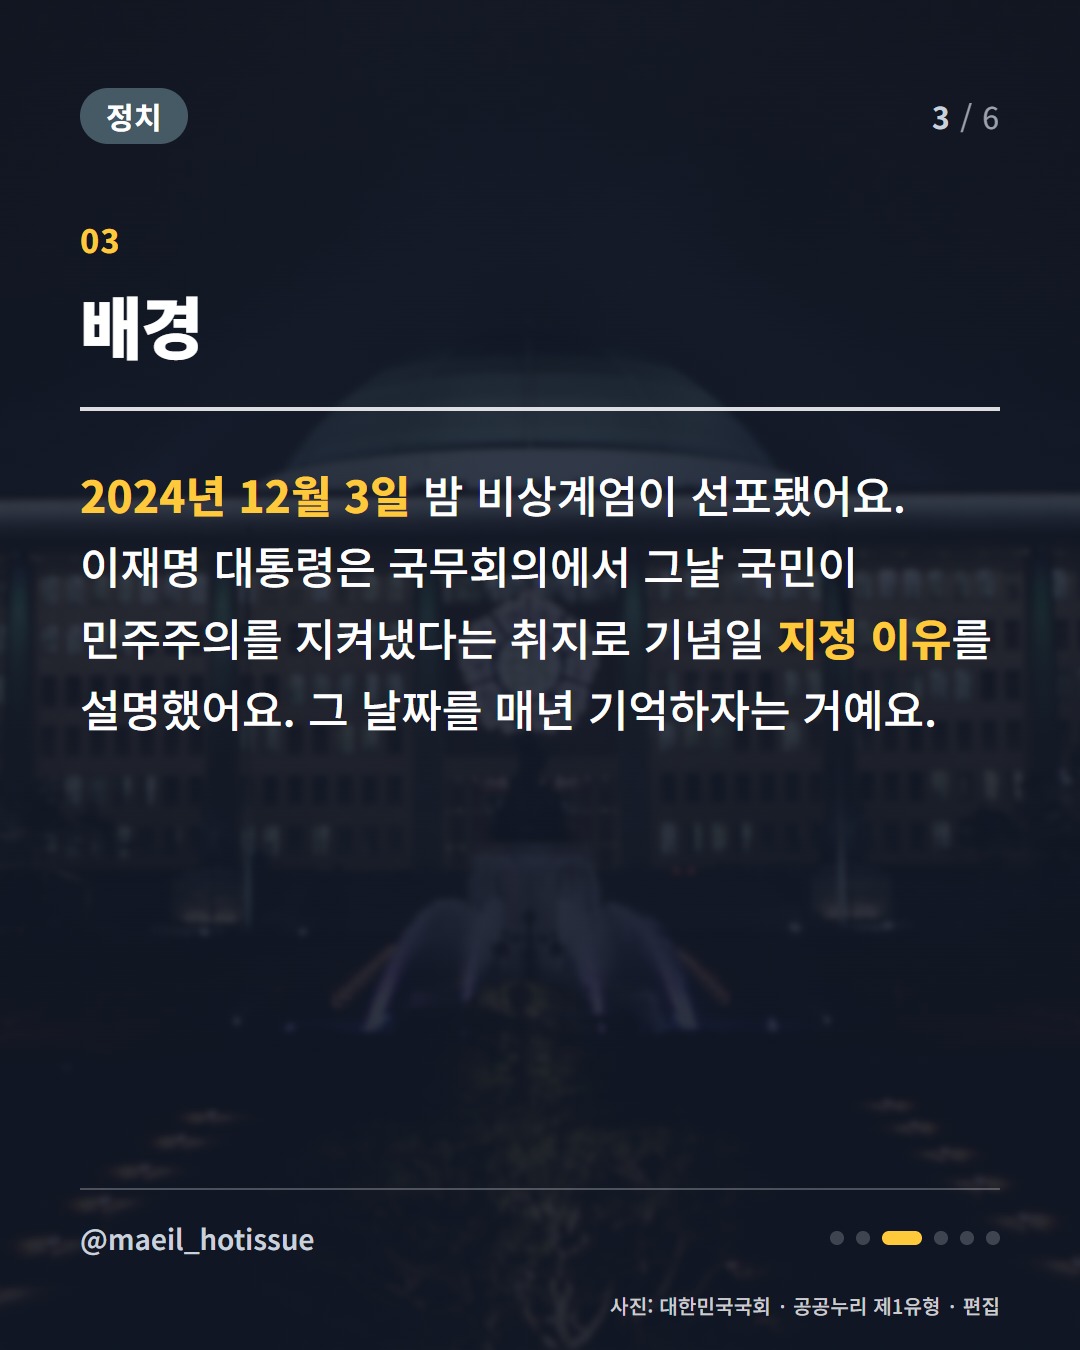 정치
3 / 6
03
배경
2024년 12월 3일 밤 비상계엄이 선포됐어요.
이재명 대통령은 국무회의에서 그날 국민이
민주주의를 지켜냈다는 취지로 기념일 지정 이유를
설명했어요. 그 날짜를 매년 기억하자는 거예요.
@maeil_hotissue
사진: 대한민국국회 · 공공누리 제1유형 · 편집